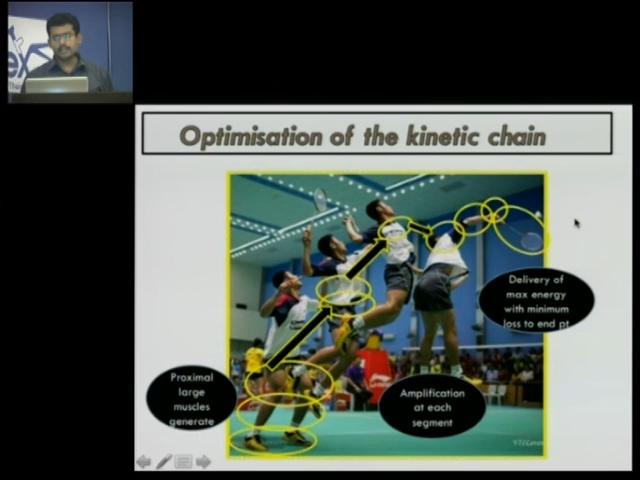 Optimisation of the kinetic chain
Delivery of
max energy
with minimum
loss to end pt
Proximal
large
muscles
generate
Amplification
at each
segment